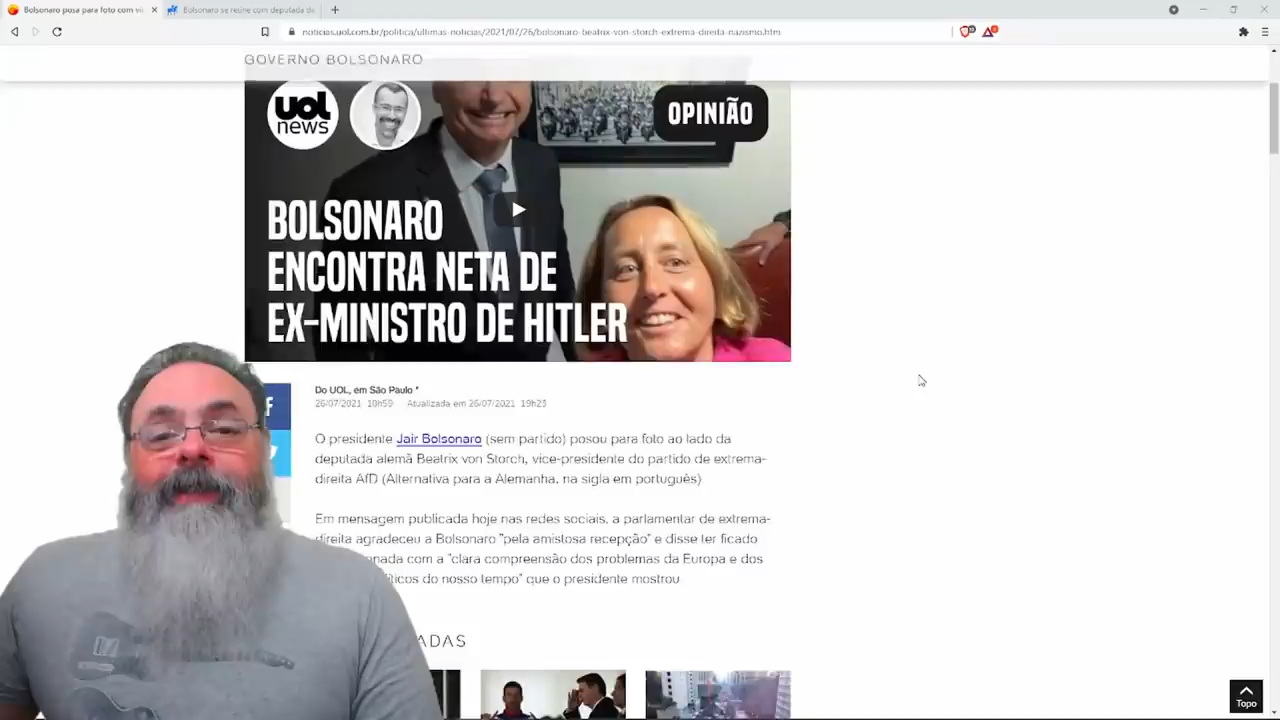 Bolsonaro posa para foto com vi
Bolsonaro se reúne com deputada de
noticias.uol.com.br/politica/ultimas-noticias/2021/07/26/bolsonaro-beatrix-von-storch-extrema-direita-nazismo.htm
GOVERNO BOLSONARO
uol
news
OPINIÃO
BOLSONARO
ENCONTRA NETA DE
EX-MINISTRO DE HITLER
Do UOL, em São Paulo *
26/07/2021 10h59 Atualizada em 26/07/2021 19h23
f
O presidente Jair Bolsonaro (sem partido) posou para foto ao lado da
deputada alemã Beatrix von Storch, vice-presidente do partido de extrema-
direita AfD (Alternativa para a Alemanha, na sigla em português)
Em mensagem publicada hoje nas redes sociais, a parlamentar de extrema-
direita agradeceu a Bolsonaro "pela amistosa recepção" e disse ter ficado
nada com a "clara compreensão dos problemas da Europa e dos
íticos do nosso tempo" que o presidente mostrou
ADAS
Topo